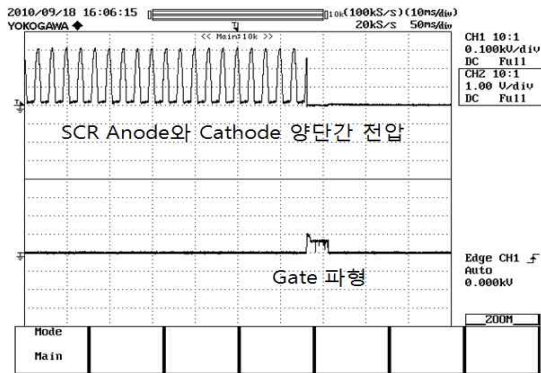 2010/09/18 16:06:15
10k(100kS/s)(10ms/div)
YOKOGAWA ◆
20kS/s 50ms/div
<< Main:10k >>
CH1 10:1
0.100kV/div
DC Full
CH2 10:1
1.00 V/div
DC Full
SCR Anode와 Cathode 양단간 전압
Gate 파형
Edge CH1
Auto
0.000kV
ZOOM
Mode
Main